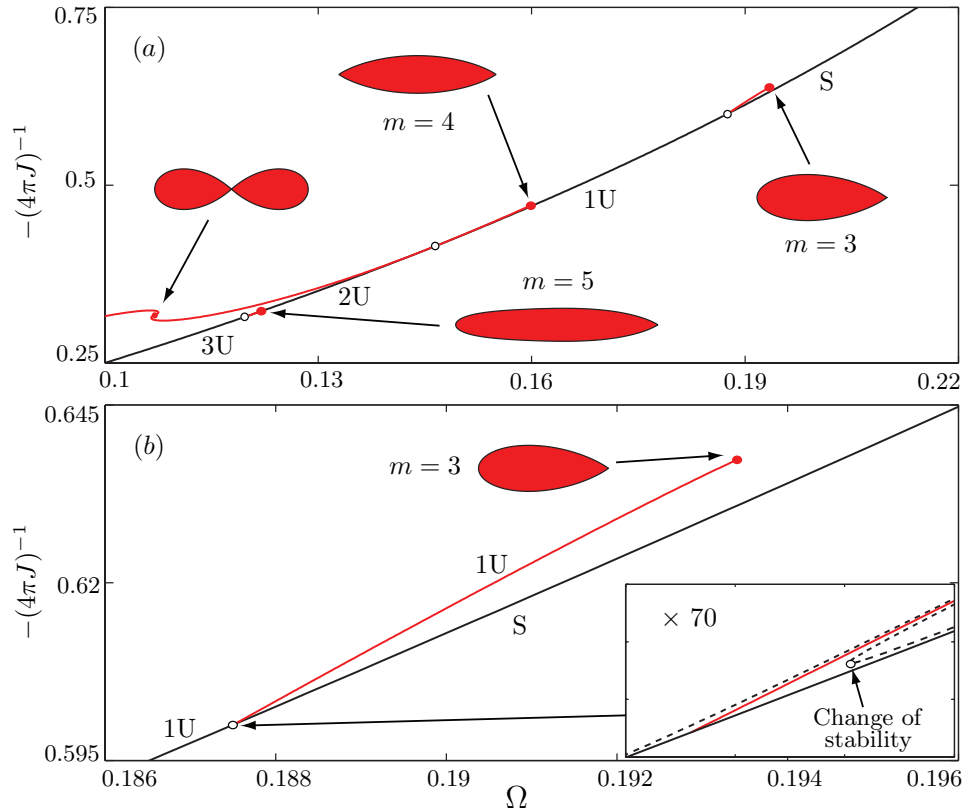 0.75
(a)
S
m = 4
−(4πJ)⁻¹
0.5
1U
m = 3
m = 5
2U
3U
0.25
0.1
0.13
0.16
0.19
0.22
0.645
(b)
m = 3
−(4πJ)⁻¹
1U
0.62
× 70
S
1U
Change of
stability
0.595
0.186
0.188
0.19
0.192
0.194
0.196
Ω